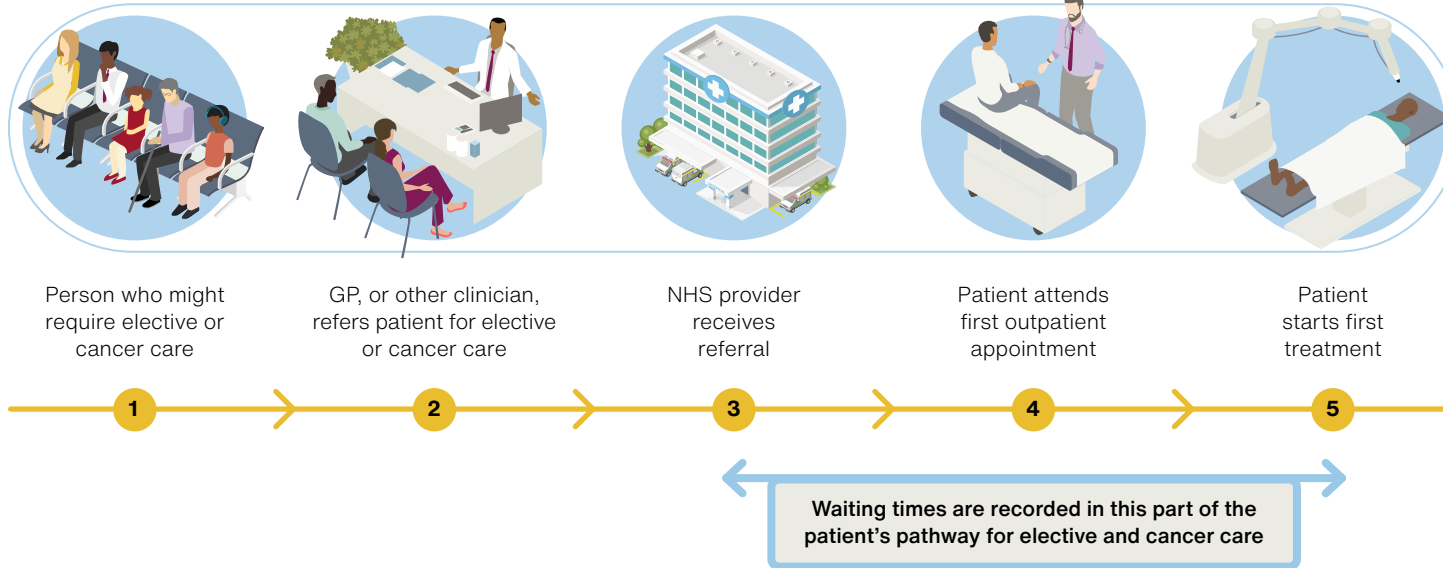 Person who might
require elective or
cancer care
GP, or other clinician,
refers patient for elective
or cancer care
NHS provider
receives
referral
Patient attends
first outpatient
appointment
Patient
starts first
treatment
1
2
3
4
5
Waiting times are recorded in this part of the
patient's pathway for elective and cancer care